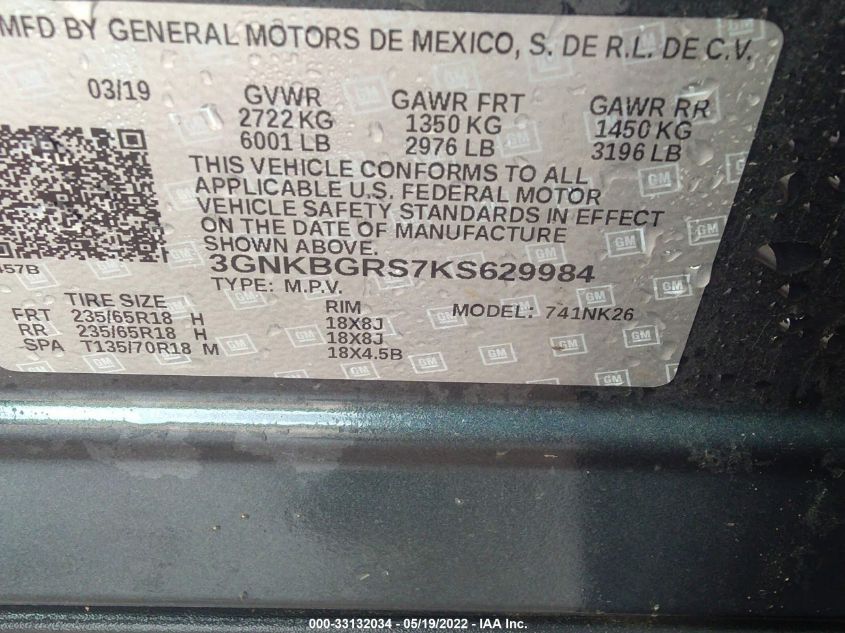 MFD BY GENERAL MOTORS DE MEXICO, S. DE R.L. DE C.V.
03/19 GVWR GAWR FRT GAWR RR
2722 KG 1350 KG 1450 KG
6001 LB 2976 LB 3196 LB
THIS VEHICLE CONFORMS TO ALL
APPLICABLE U.S. FEDERAL MOTOR
VEHICLE SAFETY STANDARDS IN EFFECT
ON THE DATE OF MANUFACTURE
SHOWN ABOVE.
457B
3GNKBGRS7KS629984
TYPE: M.P.V. MODEL: 741NK26
TIRE SIZE RIM
FRT 235/65R18 H 18X8J
RR 235/65R18 H 18X8J
SPA T135/70R18 M 18X4.5B
GM
000-33132034 - 05/19/2022 - IAA Inc.